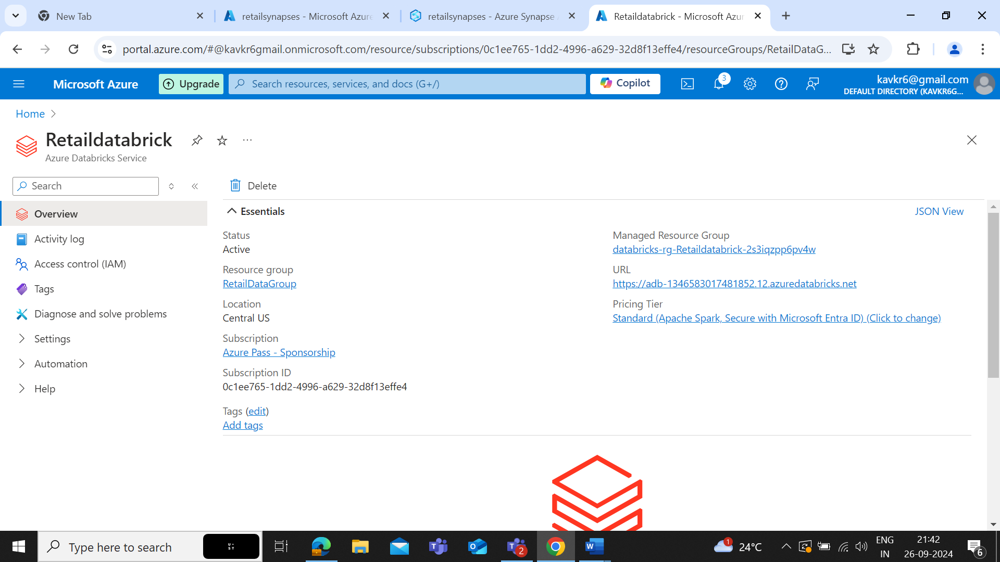 New Tab
retailsynapses - Microsoft Azure
retailsynapses - Azure Synapse
Retaildatabrick - Microsoft Azur
portal.azure.com/#@kavkr6gmail.onmicrosoft.com/resource/subscriptions/0c1ee765-1dd2-4996-a629-32d8f13effe4/resourceGroups/RetailDataG...
Microsoft Azure
Upgrade
Search resources, services, and docs (G+/)
Copilot
3
kavkr6@gmail.com
DEFAULT DIRECTORY (KAVKR6G...
Home
Retaildatabrick
...
Azure Databricks Service
Search
Delete
Overview
Activity log
Access control (IAM)
Tags
Diagnose and solve problems
Settings
Automation
Help
Essentials
JSON View
Status
Active
Resource group
RetailDataGroup
Location
Central US
Subscription
Azure Pass - Sponsorship
Subscription ID
0c1ee765-1dd2-4996-a629-32d8f13effe4
Tags (edit)
Add tags
Managed Resource Group
databricks-rg-Retaildatabrick-2s3iqzpp6pv4w
URL
https://adb-1346583017481852.12.azuredatabricks.net
Pricing Tier
Standard (Apache Spark, Secure with Microsoft Entra ID) (Click to change)
Type here to search
2
1
24°C
ENG
IN
21:42
26-09-2024
6